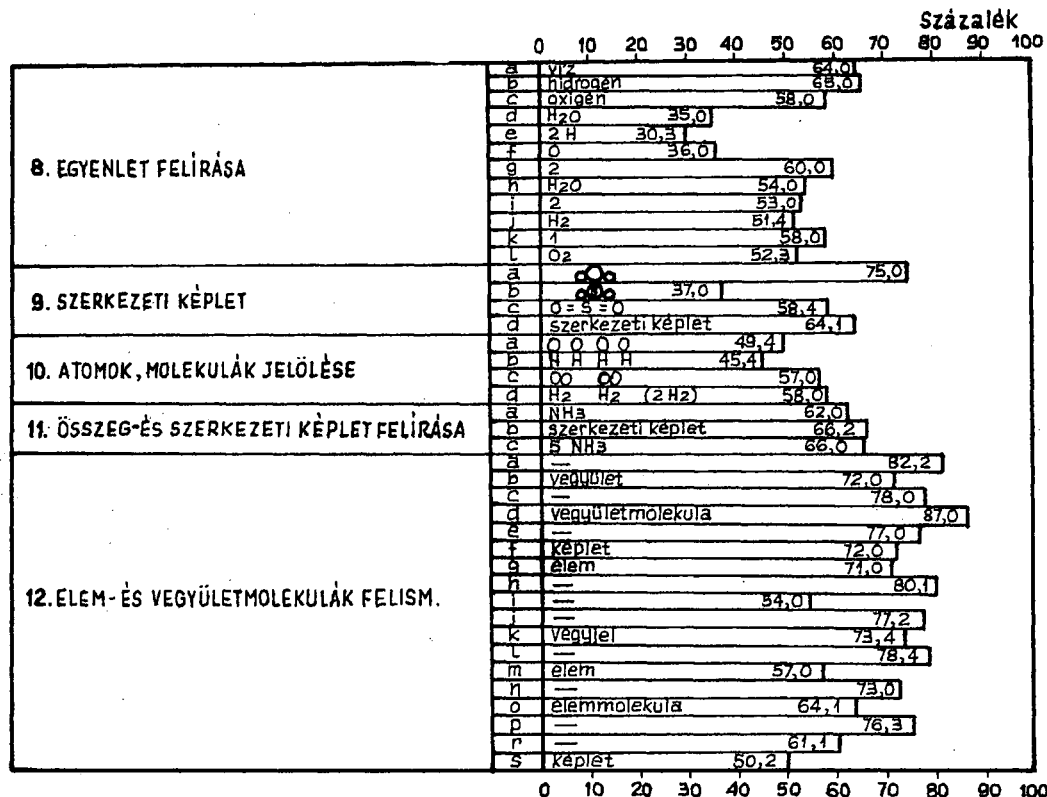 Százalék
0 10 20 30 40 50 60 70 80 90 100
8. EGYENLET FELÍRÁSA
a víz 64,0
b hidrogén 65,0
c oxigén 58,0
d H2O 35,0
e 2 H 30,3
f O 36,0
g 2 60,0
h H2O 54,0
i 2 53,0
j H2 51,4
k 1 58,0
l O2 52,3
9. SZERKEZETI KÉPLET
a 75,0
b 37,0
c O = S = O 58,4
d szerkezeti képlet 64,1
10. ATOMOK, MOLEKULÁK JELÖLÉSE
a O O O O 49,4
b H H H H 45,4
c 57,0
d H2 H2 (2 H2) 58,0
11. ÖSSZEG-ÉS SZERKEZETI KÉPLET FELÍRÁSA
a NH3 62,0
b szerkezeti képlet 66,2
c 5 NH3 66,0
12. ELEM-ÉS VEGYÜLETMOLEKULÁK FELISM.
a — 82,2
b vegyület 72,0
c — 78,0
d vegyületmolekula 87,0
e — 77,0
f képlet 72,0
g elem 71,0
h — 80,1
i — 54,0
j — 77,2
k vegyület 73,4
l — 78,4
m elem 57,0
n — 73,0
o elemmolekula 64,1
p — 76,3
r — 61,1
s képlet 50,2
0 10 20 30 40 50 60 70 80 90 100